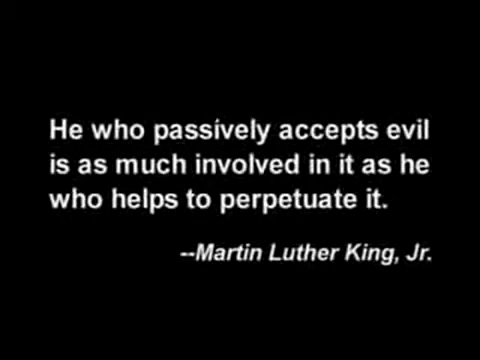 He who passively accepts evil
is as much involved in it as he
who helps to perpetuate it.
--Martin Luther King, Jr.